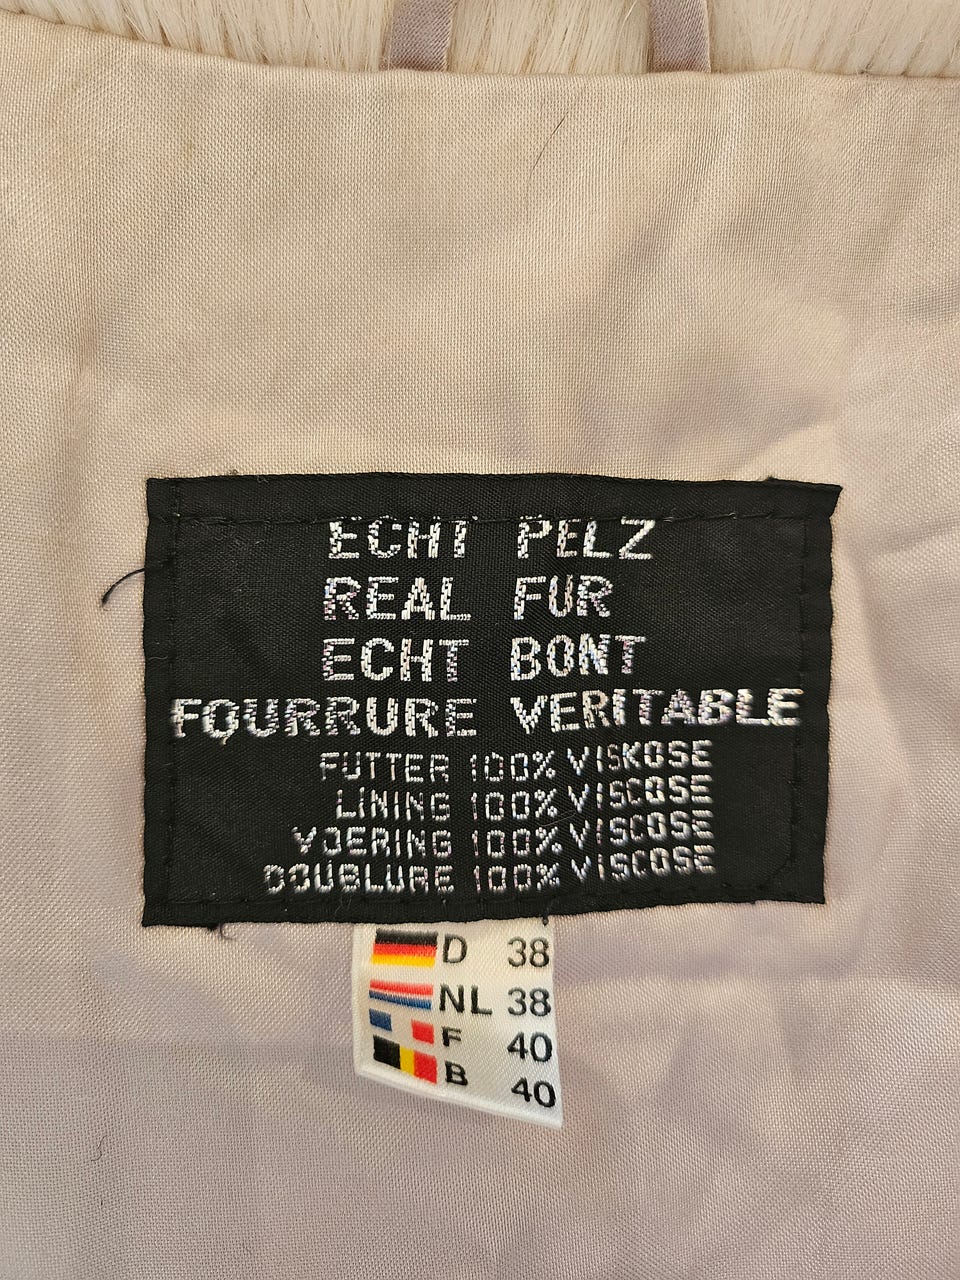 ECHT PELZ
REAL FUR
ECHT BONT
FOURRURE VERITABLE
FUTTER 100% VISKOSE
LINING 100% VISCOSE
VOERING 100% VISCOSE
DOUBLURE 100% VISCOSE
D 38
NL 38
F 40
B 40